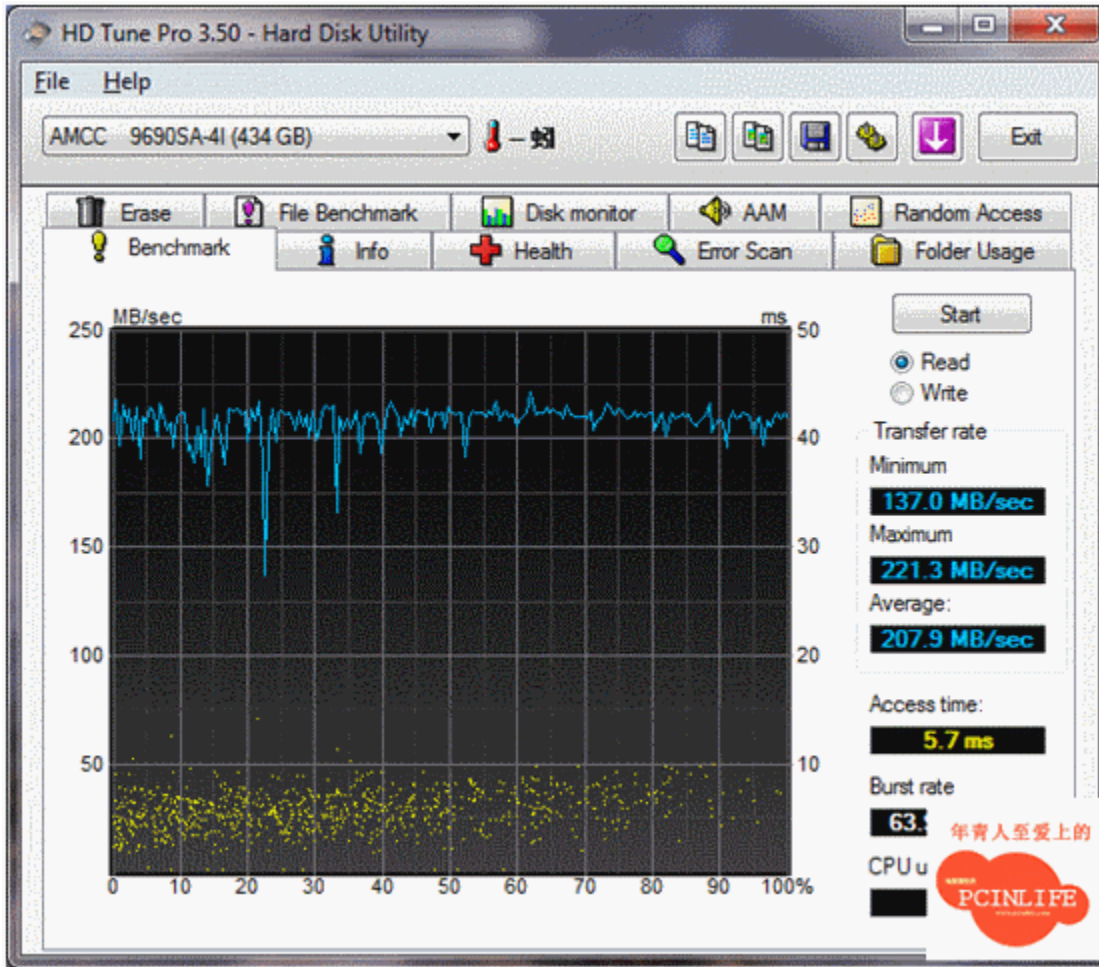 HD Tune Pro 3.50 - Hard Disk Utility
File Help
AMCC 9690SA-4I (434 GB)
Exit
Erase File Benchmark Disk monitor AAM Random Access
Benchmark Info Health Error Scan Folder Usage
MB/sec ms
250 50
200 40
150 30
100 20
50 10
0 10 20 30 40 50 60 70 80 90 100%
Start
Read
Write
Transfer rate
Minimum
137.0 MB/sec
Maximum
221.3 MB/sec
Average:
207.9 MB/sec
Access time:
5.7 ms
Burst rate
63.
CPU u
年青人至爱上的
PCINLIFE